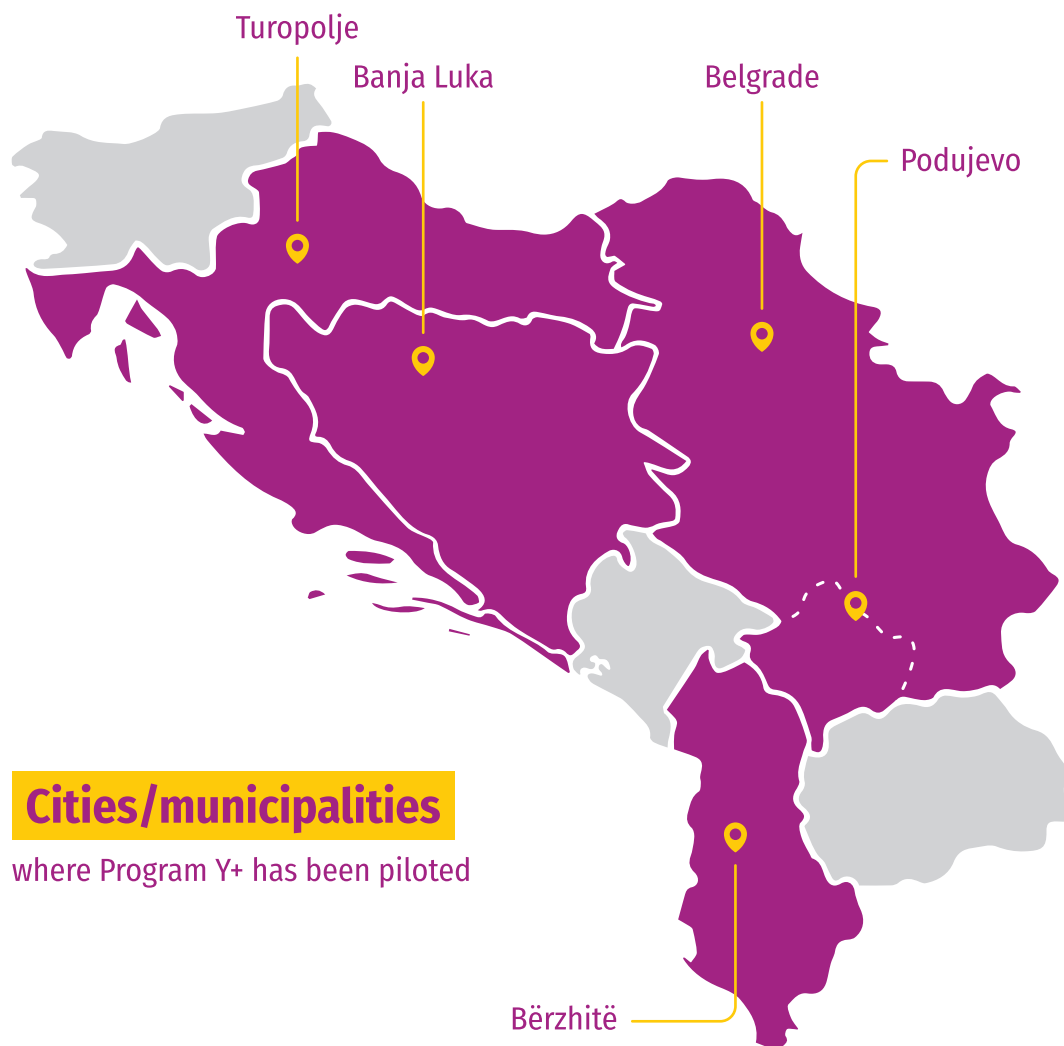 Turopolje
Banja Luka
Belgrade
Podujevo
Cities/municipalities
where Program Y+ has been piloted
Bërzhitë